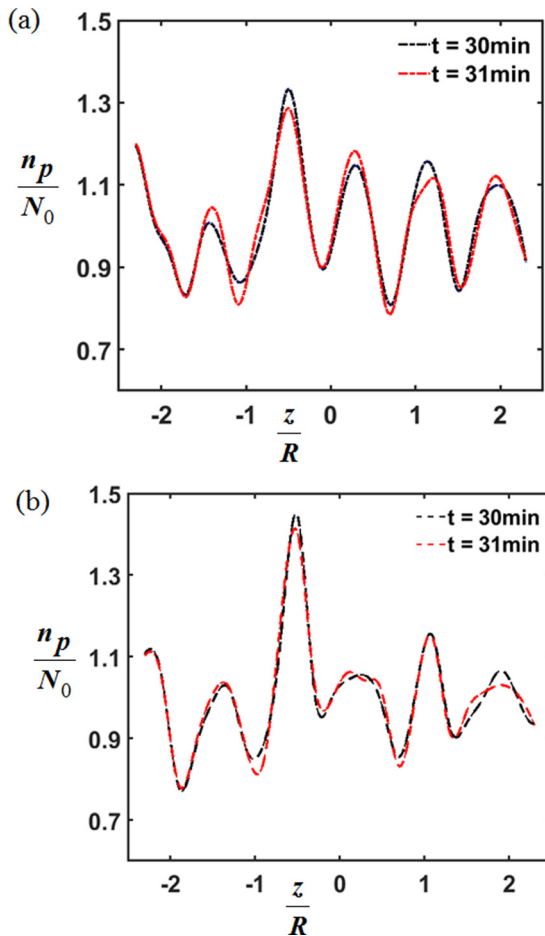 (a)
1.5
t = 30min
t = 31min
1.3
n_p
N_0
1.1
0.9
0.7
-2 -1 0 1 2
z
R
(b)
1.5
t = 30min
t = 31min
1.3
n_p
N_0
1.1
0.9
0.7
-2 -1 0 1 2
z
R